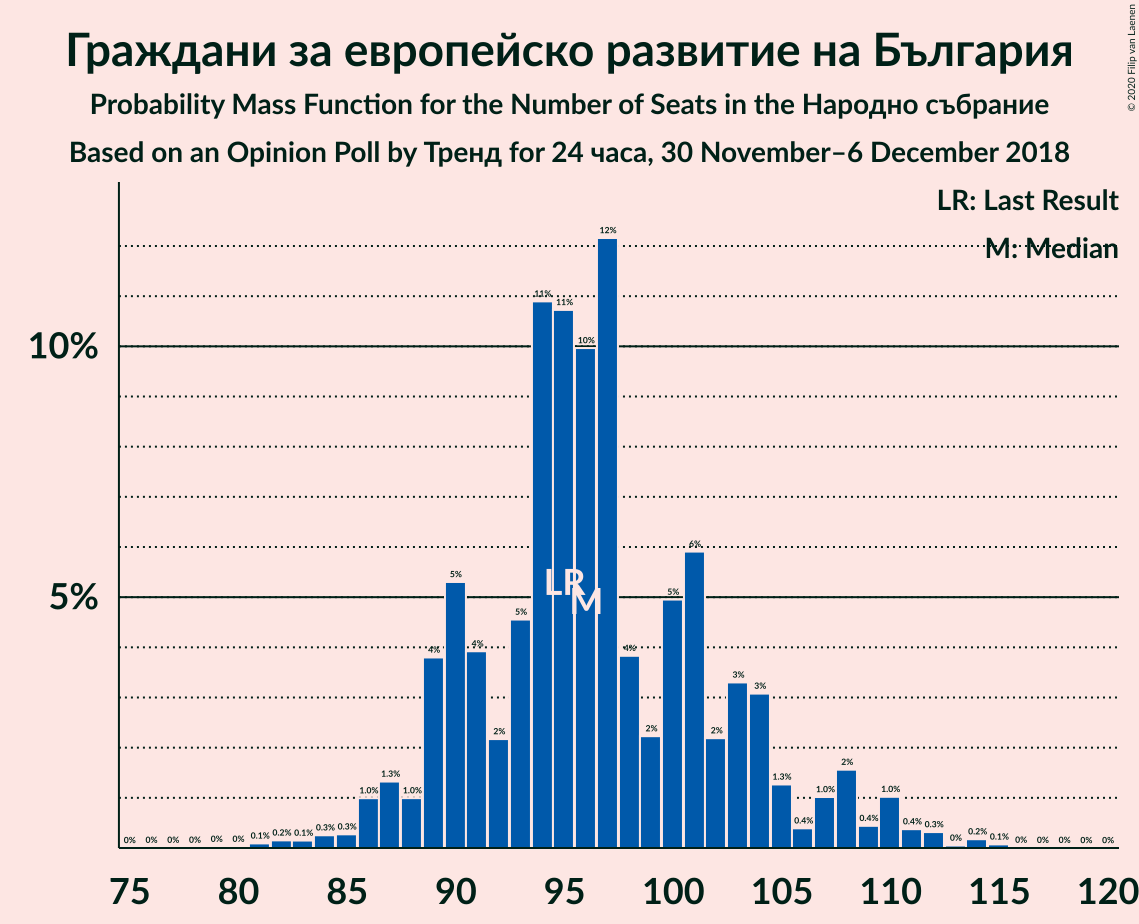 Граждани за европейско развитие на България
Probability Mass Function for the Number of Seats in the Народно събрание
Based on an Opinion Poll by Тренд for 24 часа, 30 November–6 December 2018
© 2020 Filip van Laenen
LR: Last Result
M: Median
10%
5%
0% 0% 0% 0% 0% 0% 0.1% 0.2% 0.1% 0.3% 0.3% 1.0% 1.3% 1.0% 4% 5% 4% 2% 5% 11% 11% 10% 12% 4% 2% 5% 6% 2% 3% 3% 1.3% 0.4% 1.0% 2% 0.4% 1.0% 0.4% 0.3% 0% 0.2% 0.1% 0% 0% 0% 0% 0%
LR
M
75 80 85 90 95 100 105 110 115 120